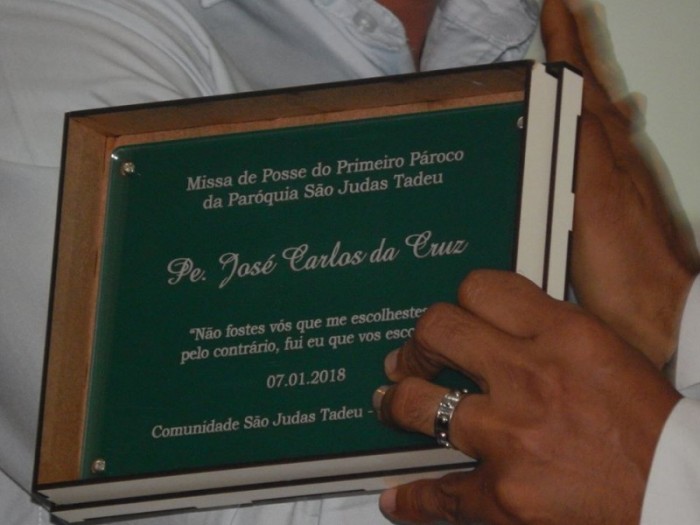 Missa de Posse do Primeiro Pároco
da Paróquia São Judas Tadeu
Pe. José Carlos da Cruz
“Não fostes vós que me escolhestes
pelo contrário, fui eu que vos
07.01.2018
Comunidade São Judas Tadeu -